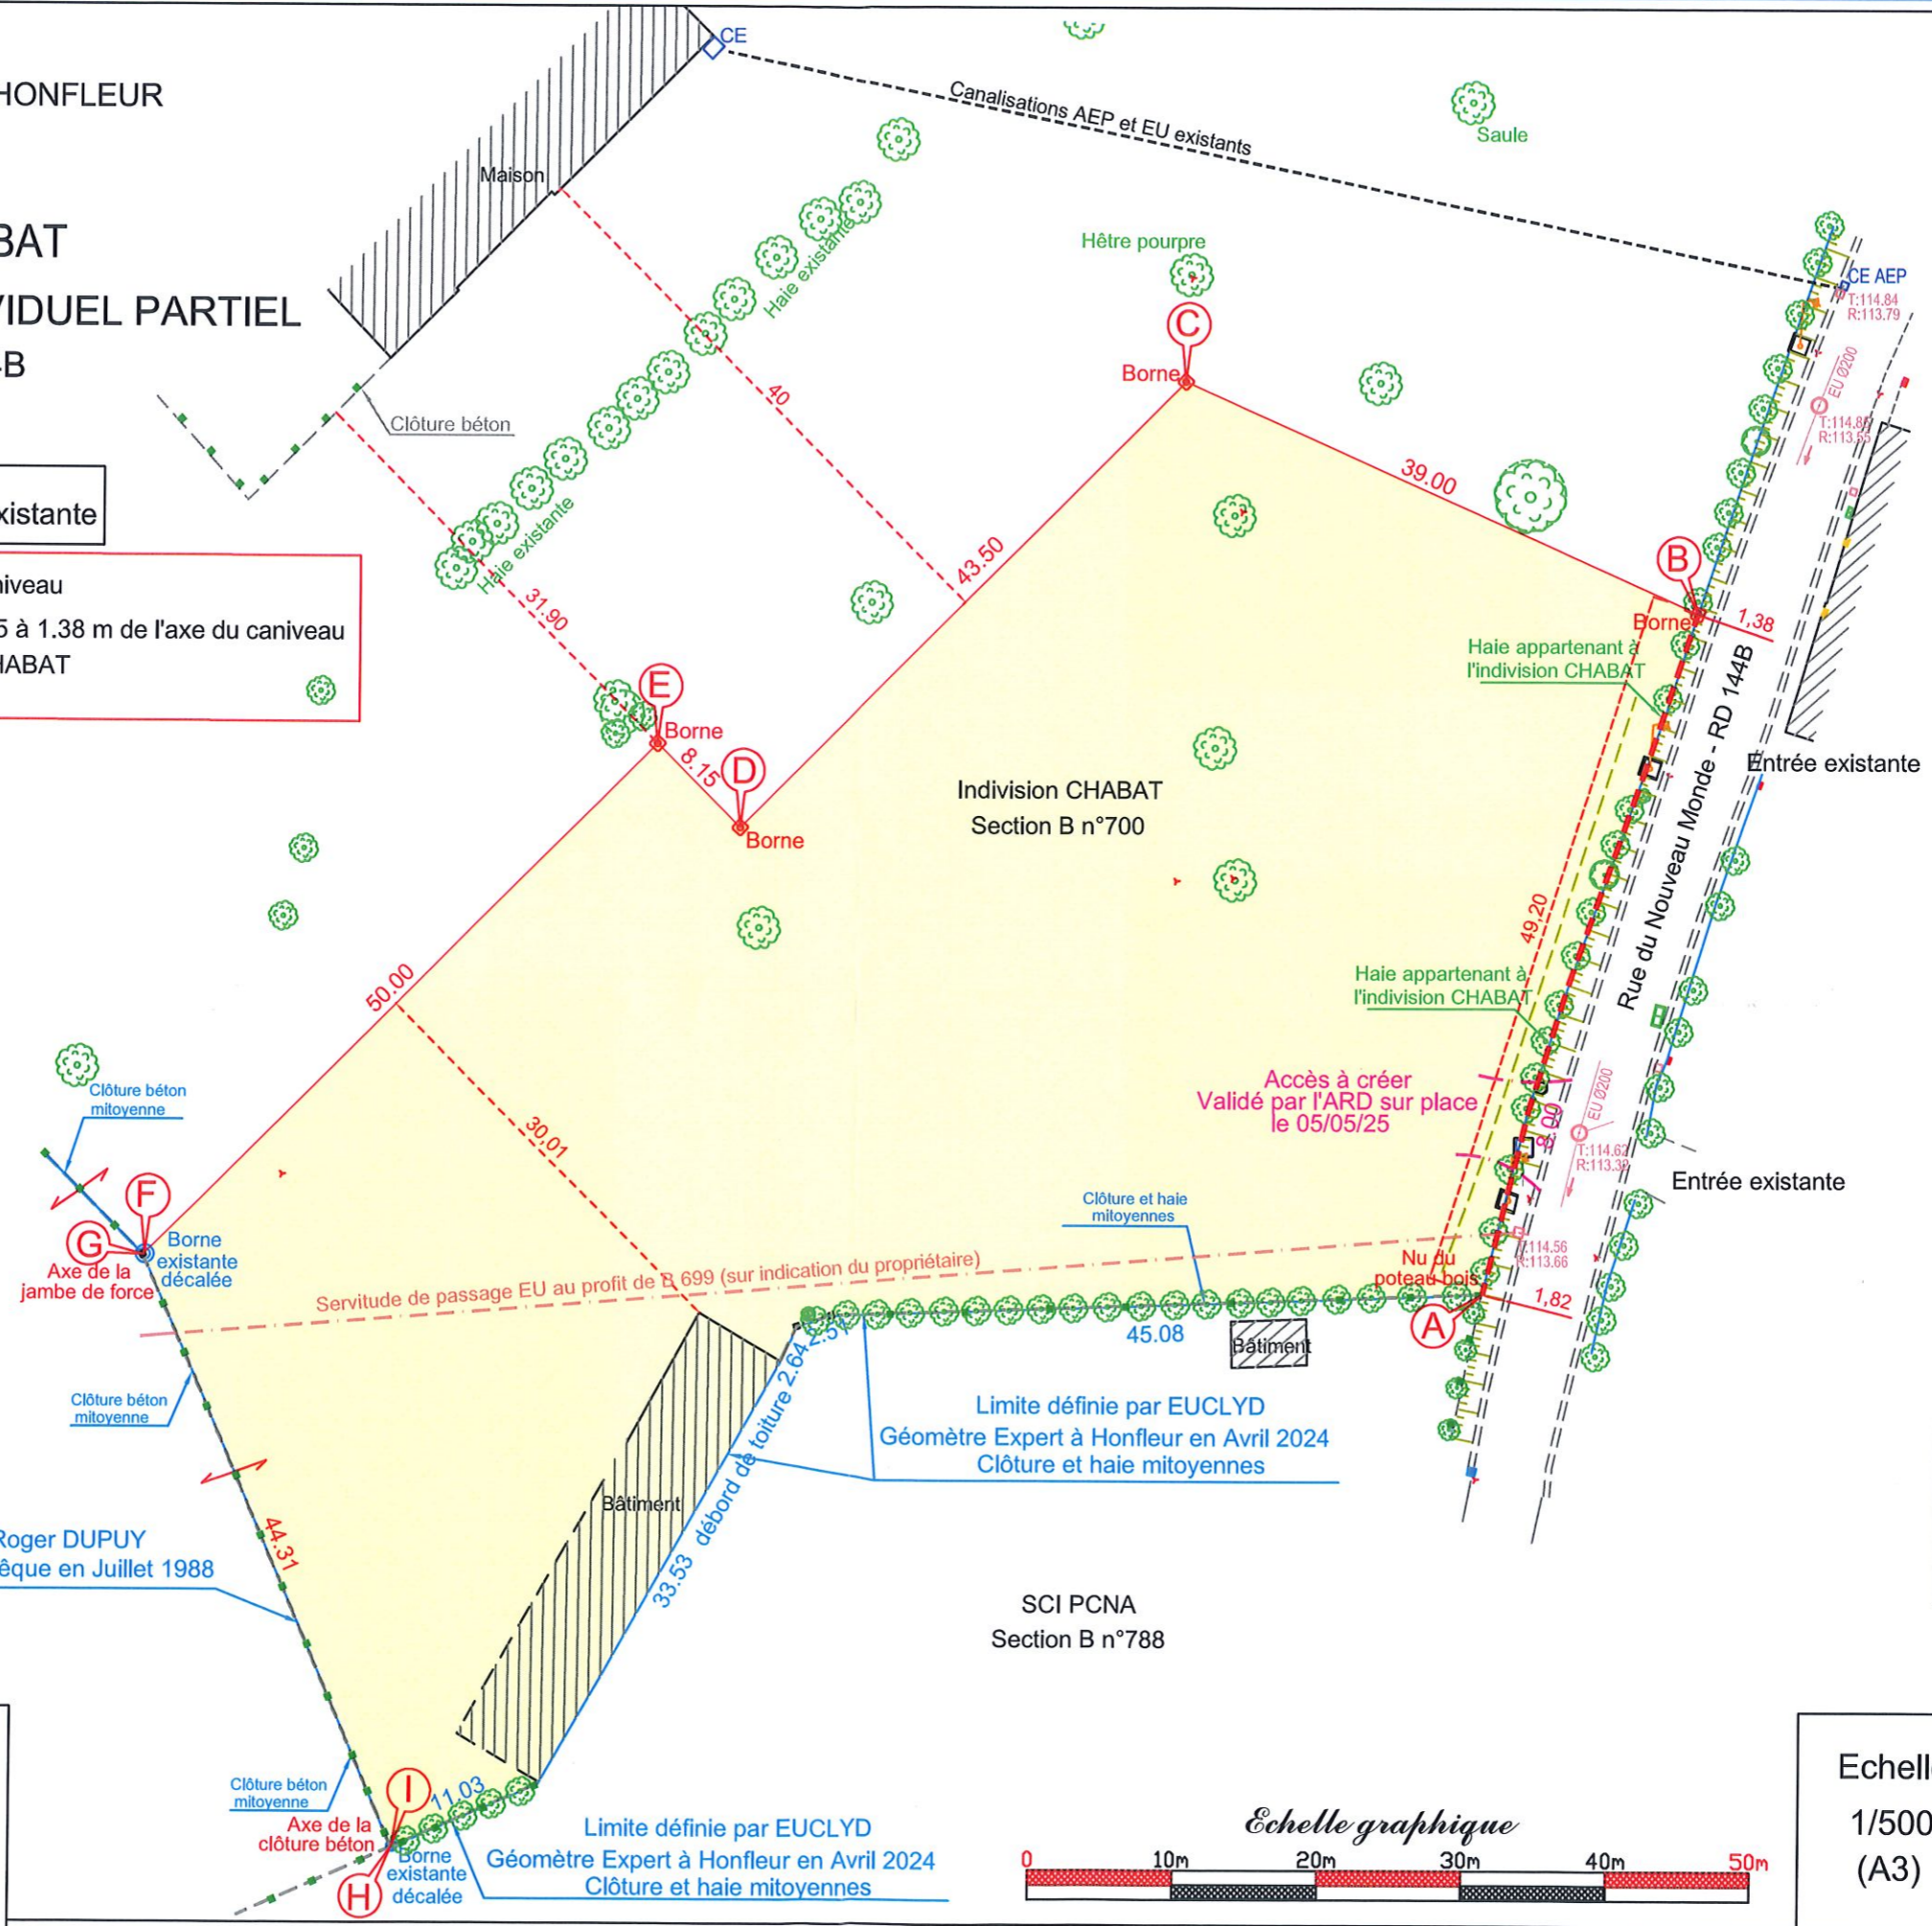 HONFLEUR
BAT
VIDUEL PARTIEL
B
xistante
niveau
5 à 1.38 m de l'axe du caniveau
HABAT
CE
Canalisations AEP et EU existants
Saule
Maison
Haie existante
Hêtre pourpre
C
Borne
CE AEP
T:114.84
R:113.79
EU Ø200
Clôture béton
40
39.00
Haie existante
31.90
43.50
B
Borne
1,38
Haie appartenant à
l'indivision CHABAT
E
Borne
8.15
D
Borne
Indivision CHABAT
Section B n°700
Rue du Nouveau Monde - RD 144B
Entrée existante
49,20
Haie appartenant à
l'indivision CHABAT
50.00
Accès à créer
Validé par l'ARD sur place
le 05/05/25
8,00
EU Ø200
Clôture béton
mitoyenne
30,01
Entrée existante
F
G
Borne
existante
décalée
Axe de la
jambe de force
Clôture et haie
mitoyennes
Servitude de passage EU au profit de B 699 (sur indication du propriétaire)
Nu du
poteau bois
114.56
R:113.66
1,82
A
2.51
45.08
Bâtiment
2.64
débord de toiture
33.53
Clôture béton
mitoyenne
Limite définie par EUCLYD
Géomètre Expert à Honfleur en Avril 2024
Clôture et haie mitoyennes
Bâtiment
44.31
Roger DUPUY
êque en Juillet 1988
SCI PCNA
Section B n°788
Clôture béton
mitoyenne
I
11.03
Axe de la
clôture béton
Borne
existante
décalée
H
Limite définie par EUCLYD
Géomètre Expert à Honfleur en Avril 2024
Clôture et haie mitoyennes
Echelle graphique
0 10m 20m 30m 40m 50m
Echell
1/500
(A3)